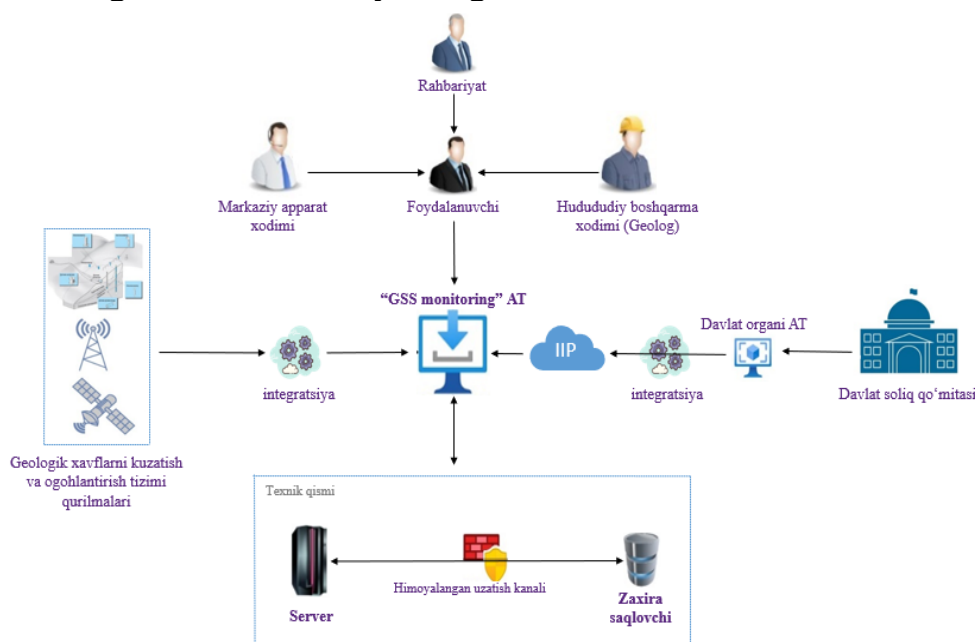 Rahbariyat
Markaziy apparat
xodimi
Foydalanuvchi
Hudududiy boshqarma
xodimi (Geolog)
“GSS monitoring” AT
Davlat organi AT
IIP
integratsiya
integratsiya
Davlat soliq qo‘mitasi
Geologik xavflarni kuzatish
va ogohlantirish tizimi
qurilmalari
Texnik qismi
Himoyalangan uzatish kanali
Server
Zaxira
saqlovchi